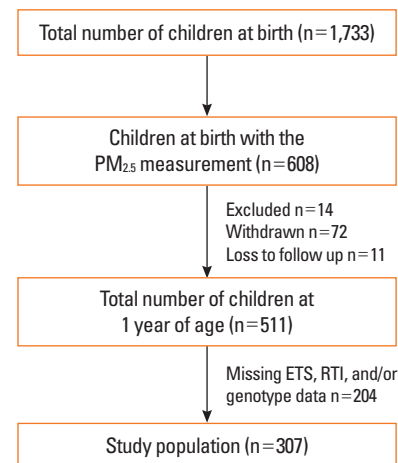 Total number of children at birth (n=1,733)
Children at birth with the
PM2.5 measurement (n=608)
Excluded n=14
Withdrawn n=72
Loss to follow up n=11
Total number of children at
1 year of age (n=511)
Missing ETS, RTI, and/or
genotype data n=204
Study population (n=307)